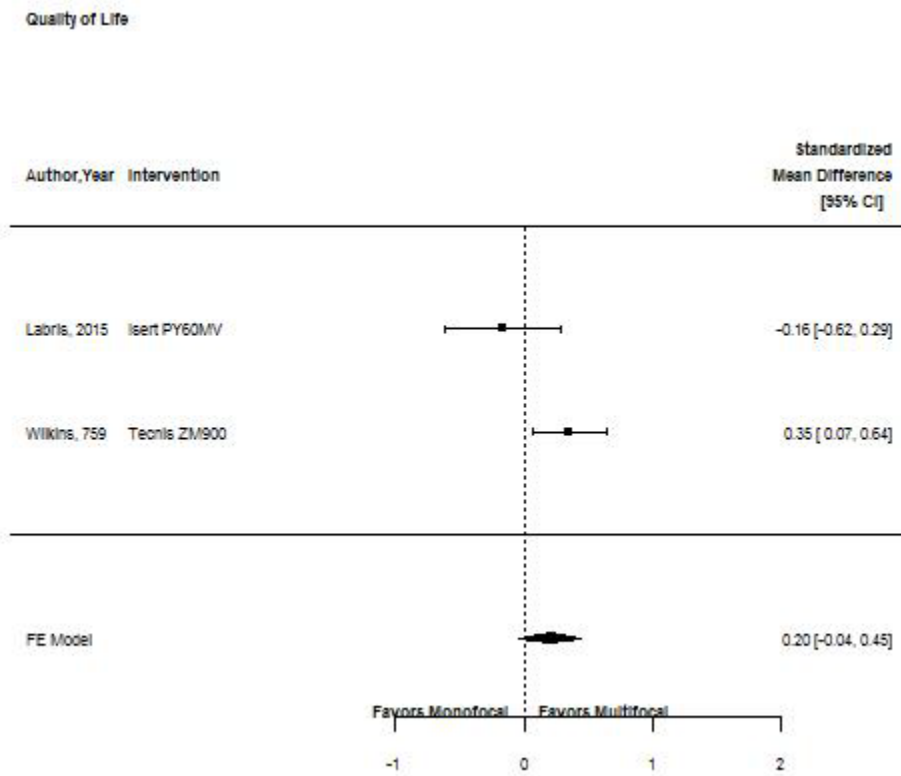 Quality of Life
Standardized
Author,Year Intervention Mean Difference
[95% CI]
Labris, 2015 Isert PY60MV -0.16 [-0.62, 0.29]
Wilkins, 759 Tecnis ZM900 0.35 [ 0.07, 0.64]
FE Model 0.20 [-0.04, 0.45]
Favors Monofocal Favors Multifocal
-1 0 1 2